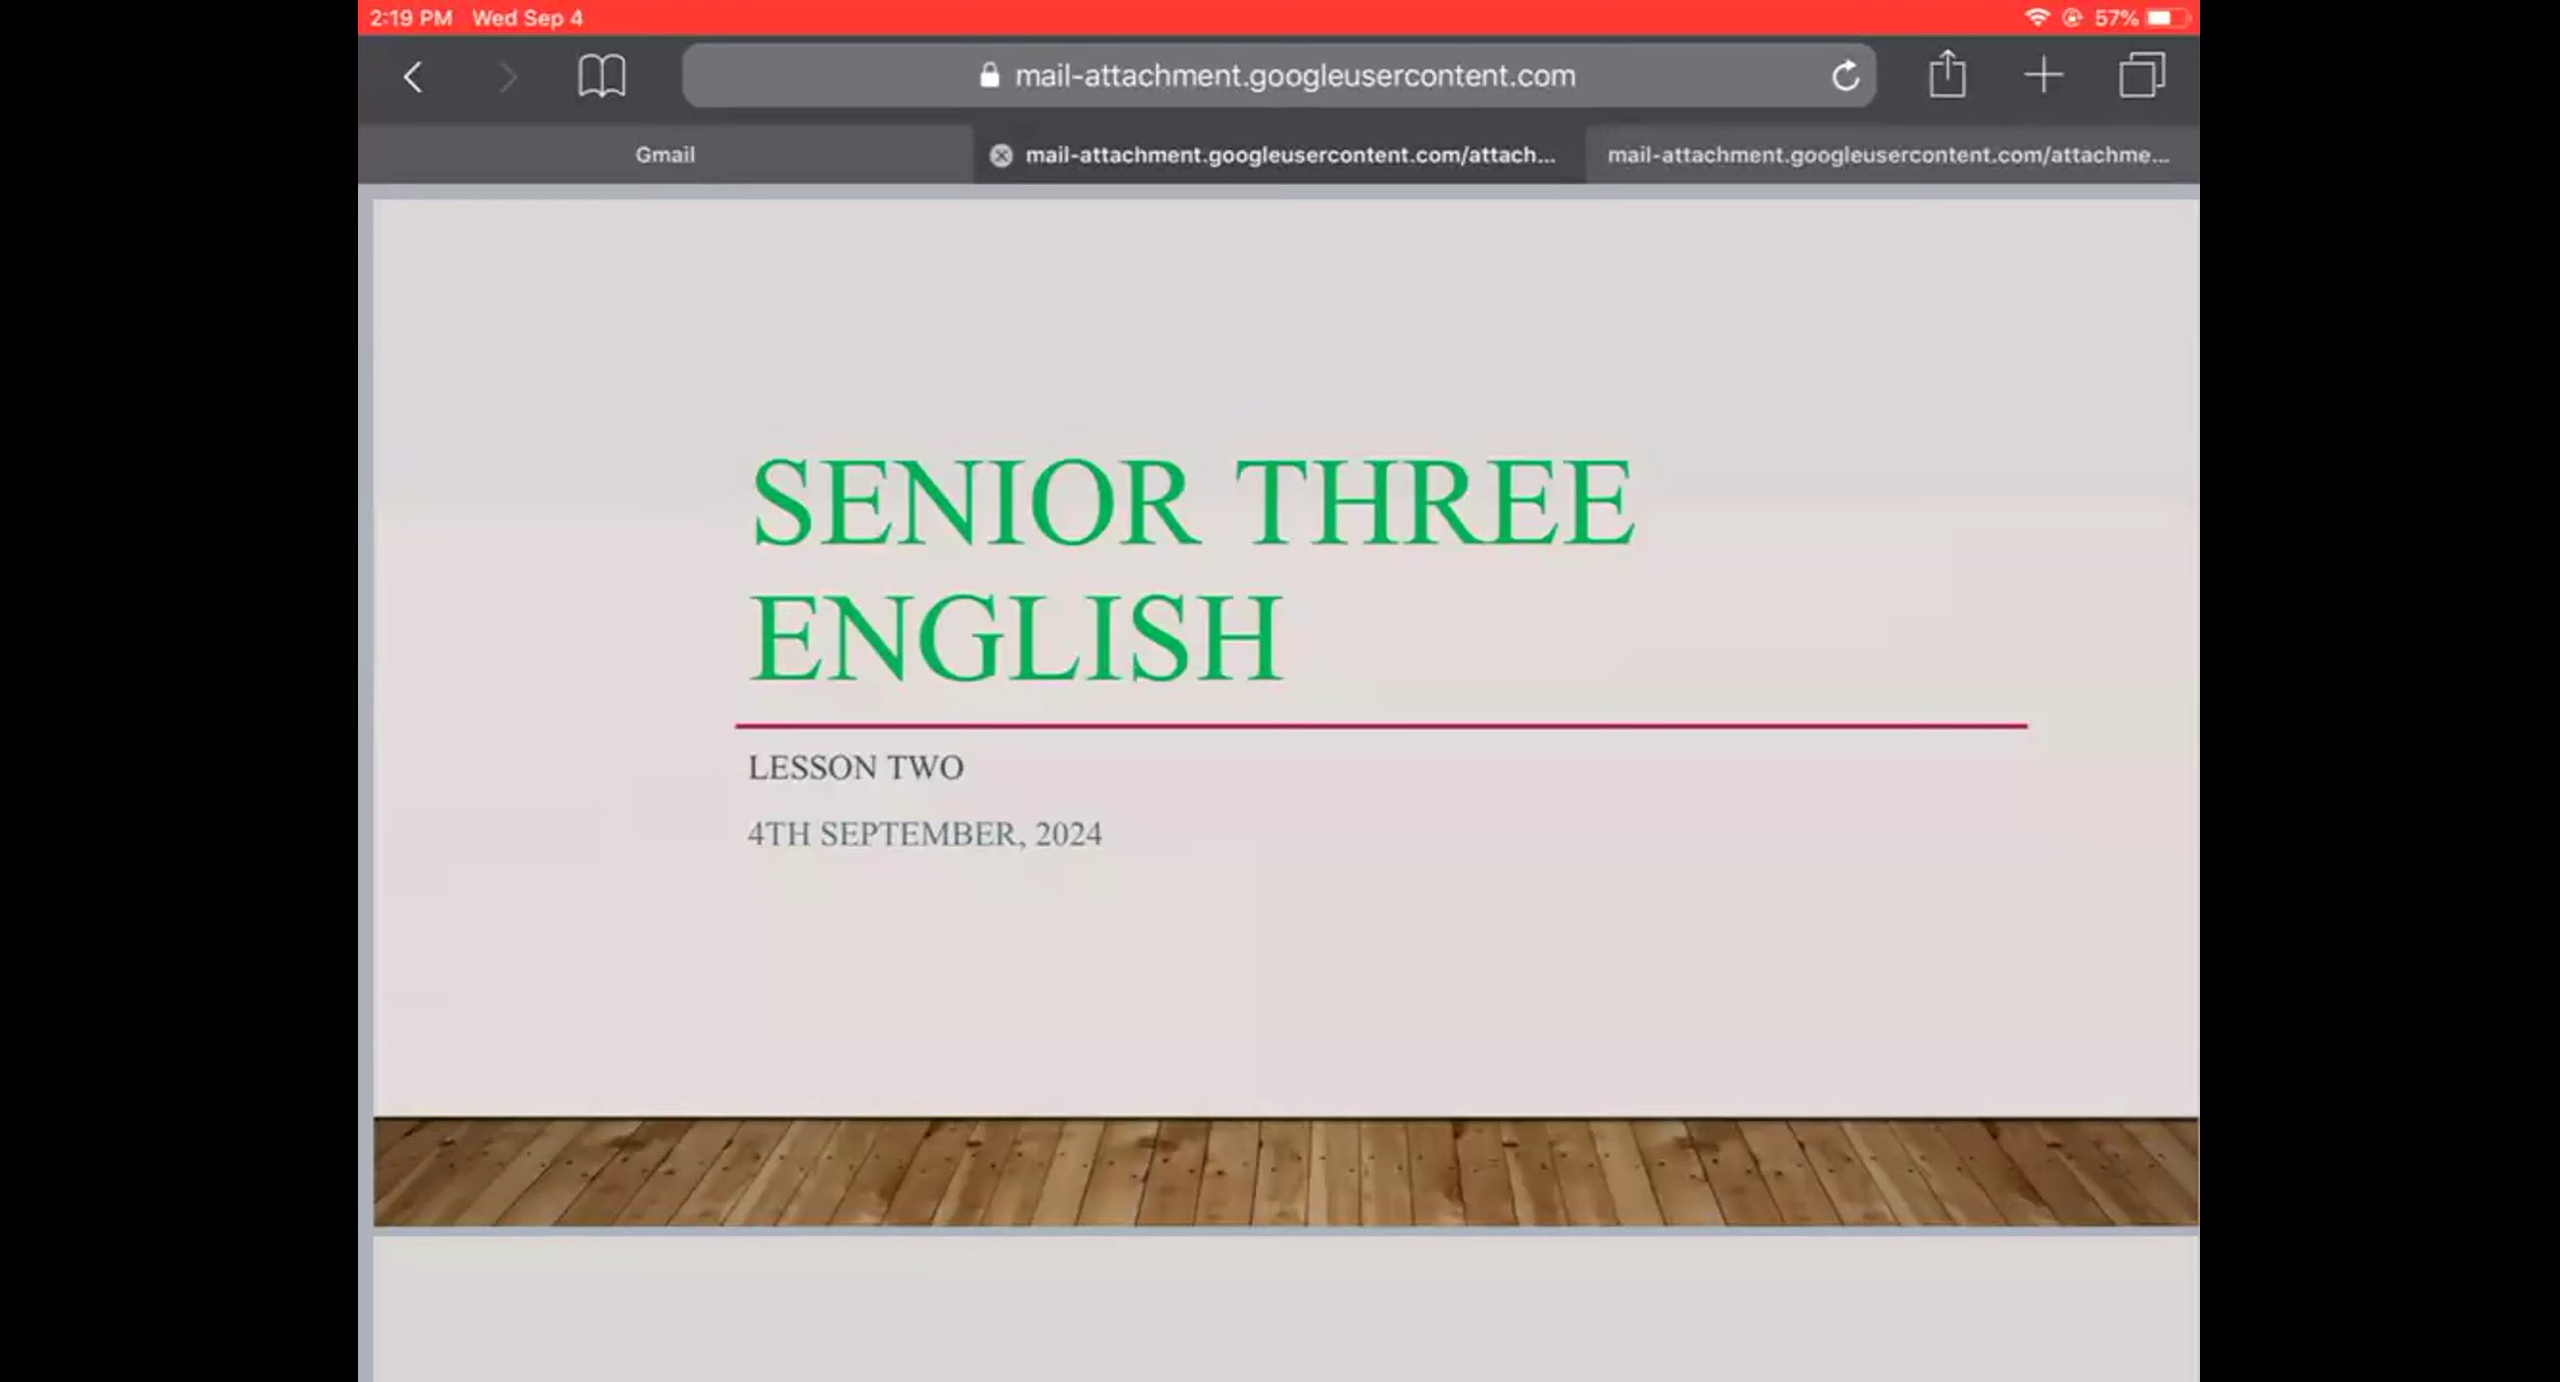 2:19 PM Wed Sep 4
57%
mail-attachment.googleusercontent.com
Gmail
mail-attachment.googleusercontent.com/attach...
mail-attachment.googleusercontent.com/attachme...
SENIOR THREE
ENGLISH
LESSON TWO
4TH SEPTEMBER, 2024